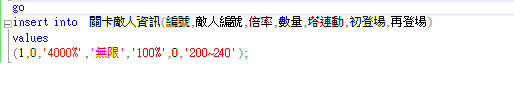 go
insert into 關卡敵人資訊(編號,敵人編號,倍率,數量,塔連動,初登場,再登場)
values
(1,0,'4000%','無限','100%',0,'200~240');